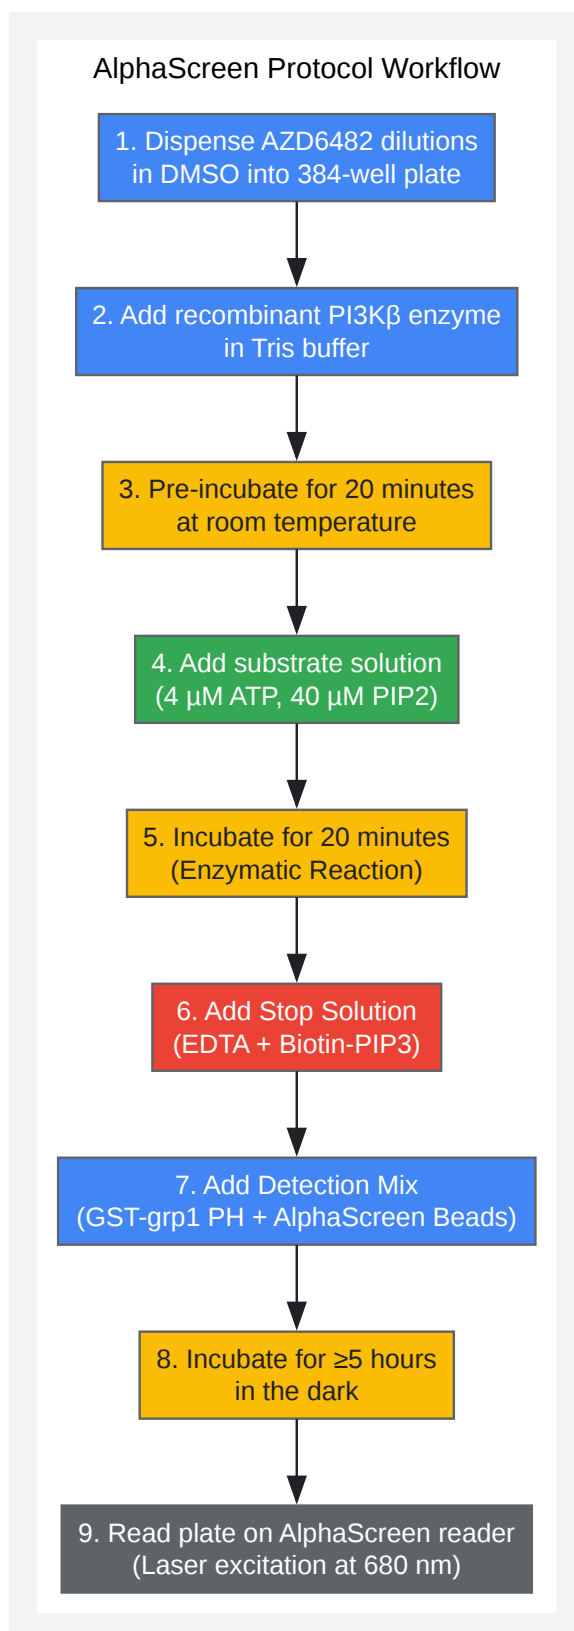 AlphaScreen Protocol Workflow
1. Dispense AZD6482 dilutions
in DMSO into 384-well plate
2. Add recombinant PI3Kβ enzyme
in Tris buffer
3. Pre-incubate for 20 minutes
at room temperature
4. Add substrate solution
(4 µM ATP, 40 µM PIP2)
5. Incubate for 20 minutes
(Enzymatic Reaction)
6. Add Stop Solution
(EDTA + Biotin-PIP3)
7. Add Detection Mix
(GST-grp1 PH + AlphaScreen Beads)
8. Incubate for ≥5 hours
in the dark
9. Read plate on AlphaScreen reader
(Laser excitation at 680 nm)